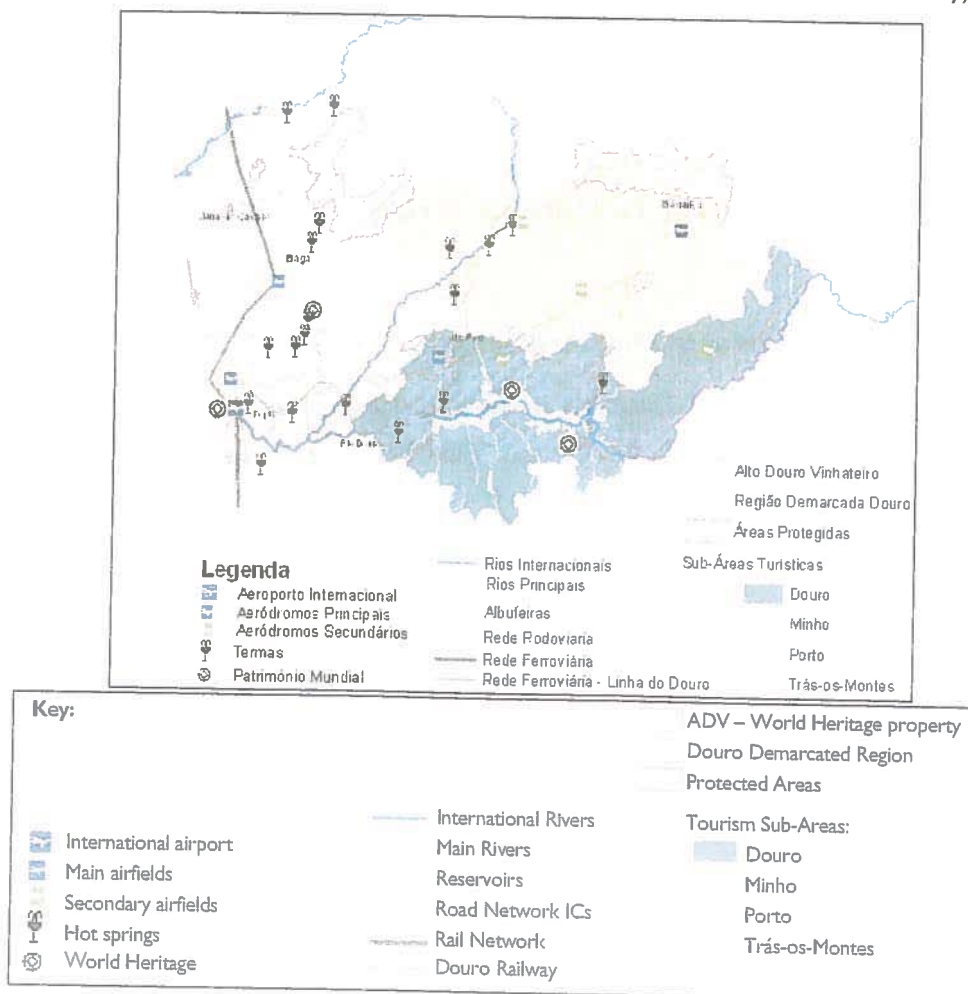 Legenda
Aeroporto Internacional
Aeródromos Principais
Aeródromos Secundários
Termas
Património Mundial
Rios Internacionais
Rios Principais
Albufeiras
Rede Rodoviaria
Rede Ferroviária
Rede Ferroviária - Linha do Douro
Alto Douro Vinhateiro
Região Demarcada Douro
Áreas Protegidas
Sub-Áreas Turísticas
Douro
Minho
Porto
Trás-os-Montes
Key:
International airport
Main airfields
Secondary airfields
Hot springs
World Heritage
International Rivers
Main Rivers
Reservoirs
Road Network ICs
Rail Network
Douro Railway
ADV – World Heritage property
Douro Demarcated Region
Protected Areas
Tourism Sub-Areas:
Douro
Minho
Porto
Trás-os-Montes